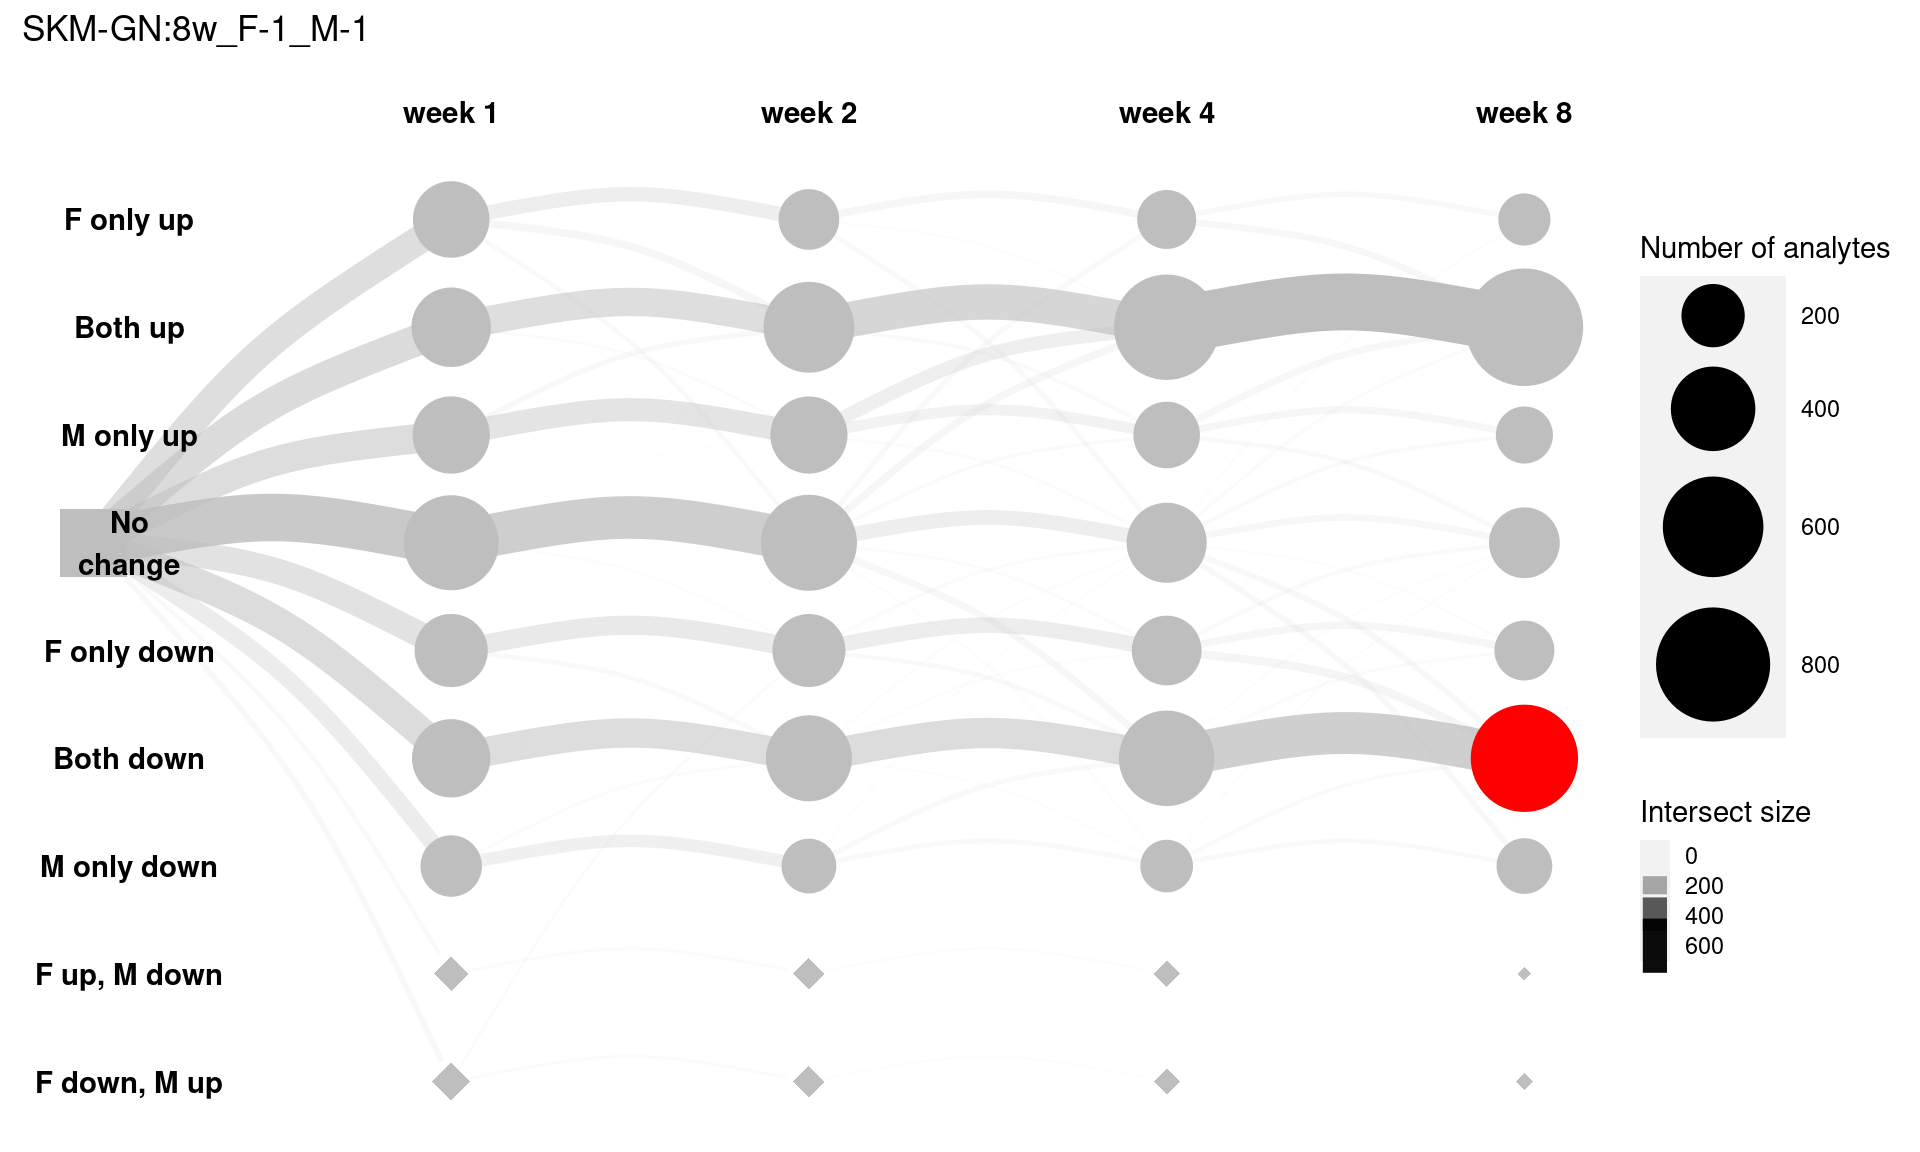 SKM-GN:8w_F-1_M-1
week 1
week 2
week 4
week 8
F only up
Both up
M only up
No
change
F only down
Both down
M only down
F up, M down
F down, M up
Number of analytes
200
400
600
800
Intersect size
0
200
400
600